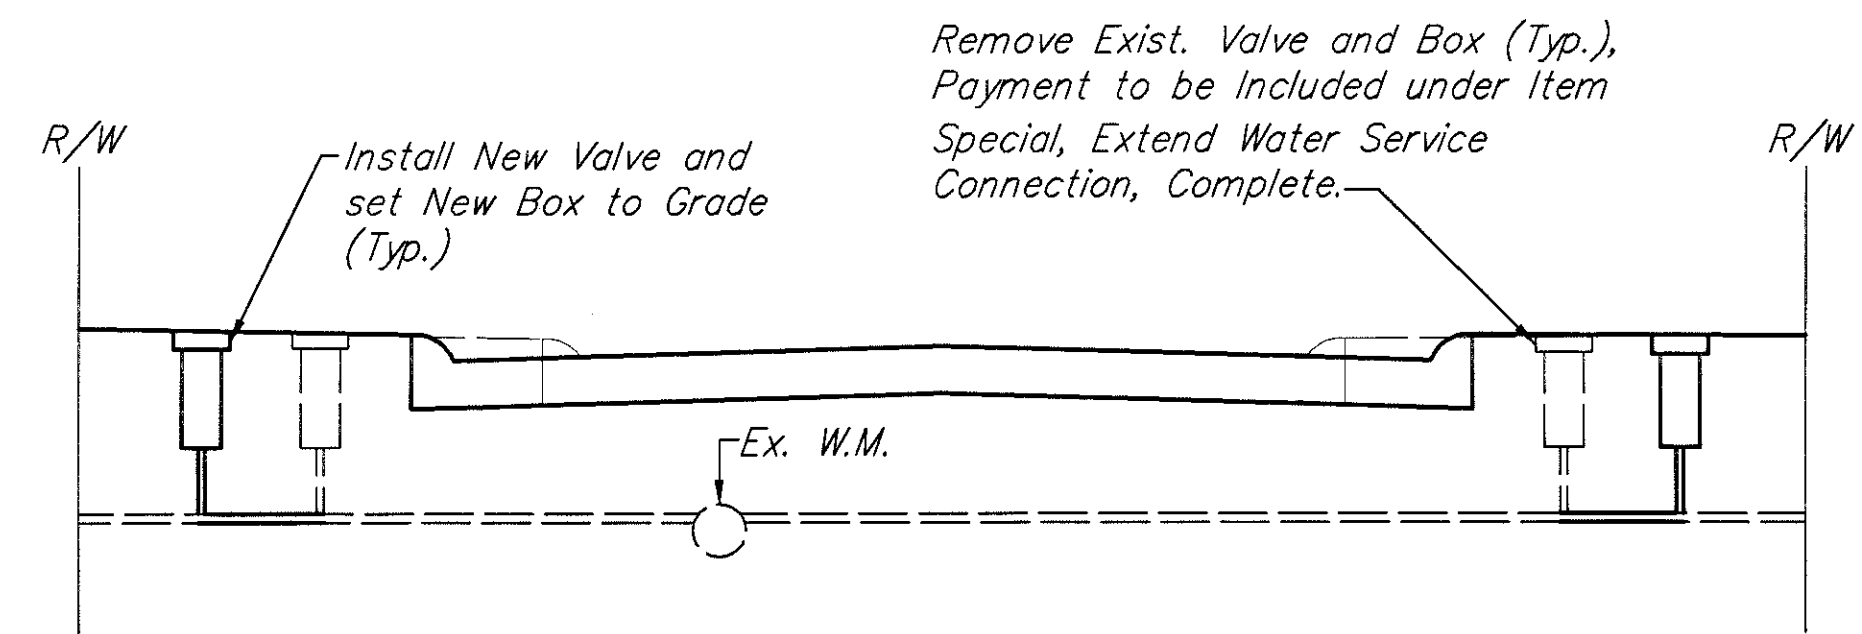 Remove Exist. Valve and Box (Typ.),
Payment to be Included under Item
Special, Extend Water Service
Connection, Complete.
R/W
Install New Valve and
set New Box to Grade
(Typ.)
R/W
Ex. W.M.